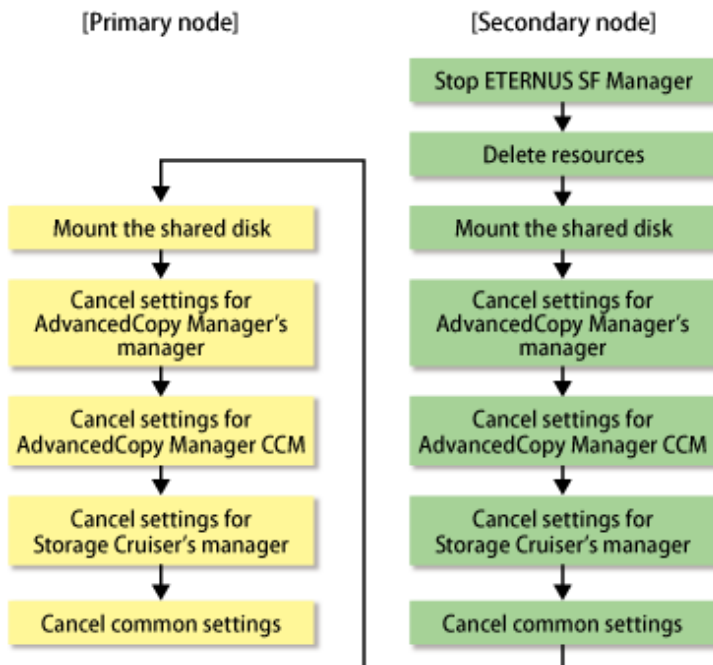 [Primary node]
[Secondary node]
Stop ETERNUS SF Manager
Delete resources
Mount the shared disk
Cancel settings for
AdvancedCopy Manager's
manager
Cancel settings for
AdvancedCopy Manager CCM
Cancel settings for
Storage Cruiser's manager
Cancel common settings
Mount the shared disk
Cancel settings for
AdvancedCopy Manager's
manager
Cancel settings for
AdvancedCopy Manager CCM
Cancel settings for
Storage Cruiser's manager
Cancel common settings